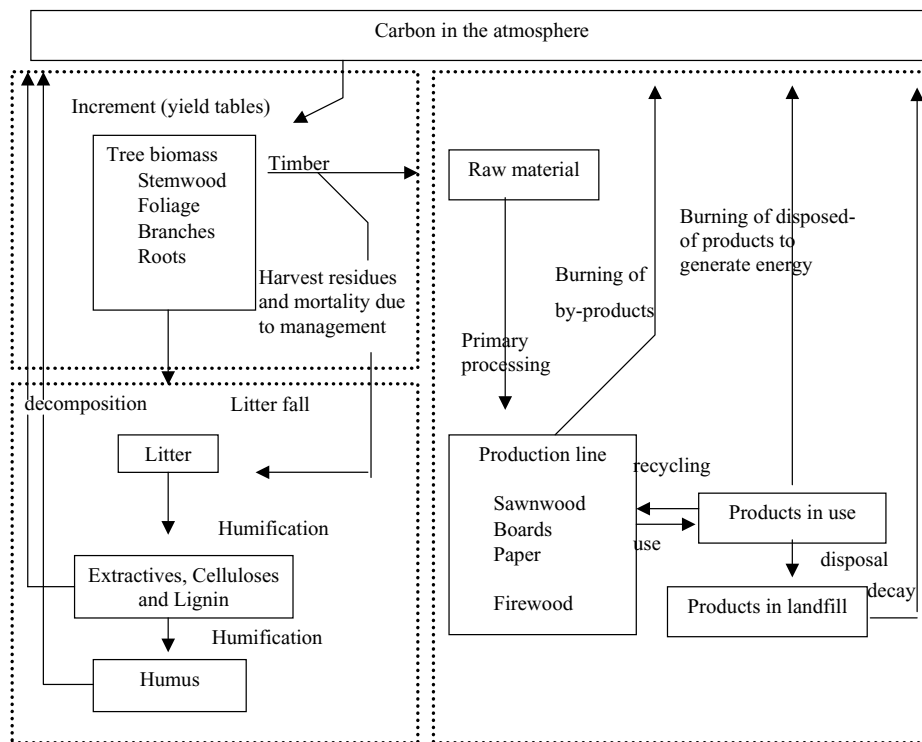 Carbon in the atmosphere
Increment (yield tables)
Tree biomass
Stemwood
Foliage
Branches
Roots
Timber
Harvest residues
and mortality due
to management
decomposition
Litter fall
Litter
Humification
Extractives, Celluloses
and Lignin
Humification
Humus
Raw material
Burning of disposed-
of products to
generate energy
Burning of
by-products
Primary
processing
Production line
Sawnwood
Boards
Paper
Firewood
recycling
use
Products in use
disposal
decay
Products in landfill